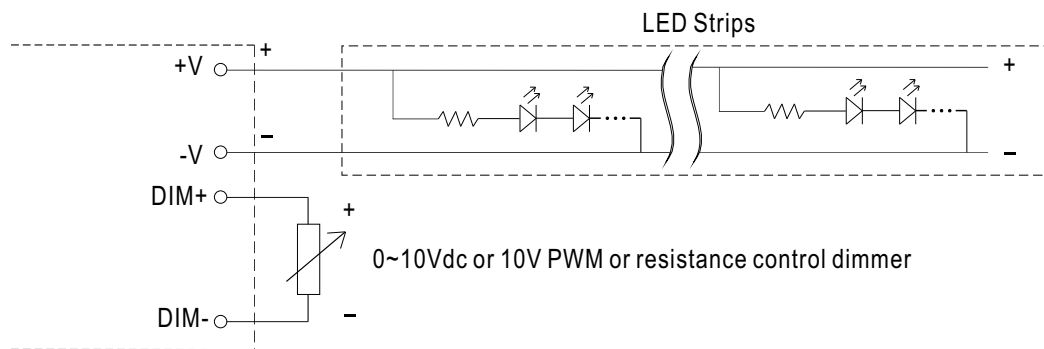 LED Strips
+
+V
+
−
-V
−
DIM+
+
0~10Vdc or 10V PWM or resistance control dimmer
DIM-
−